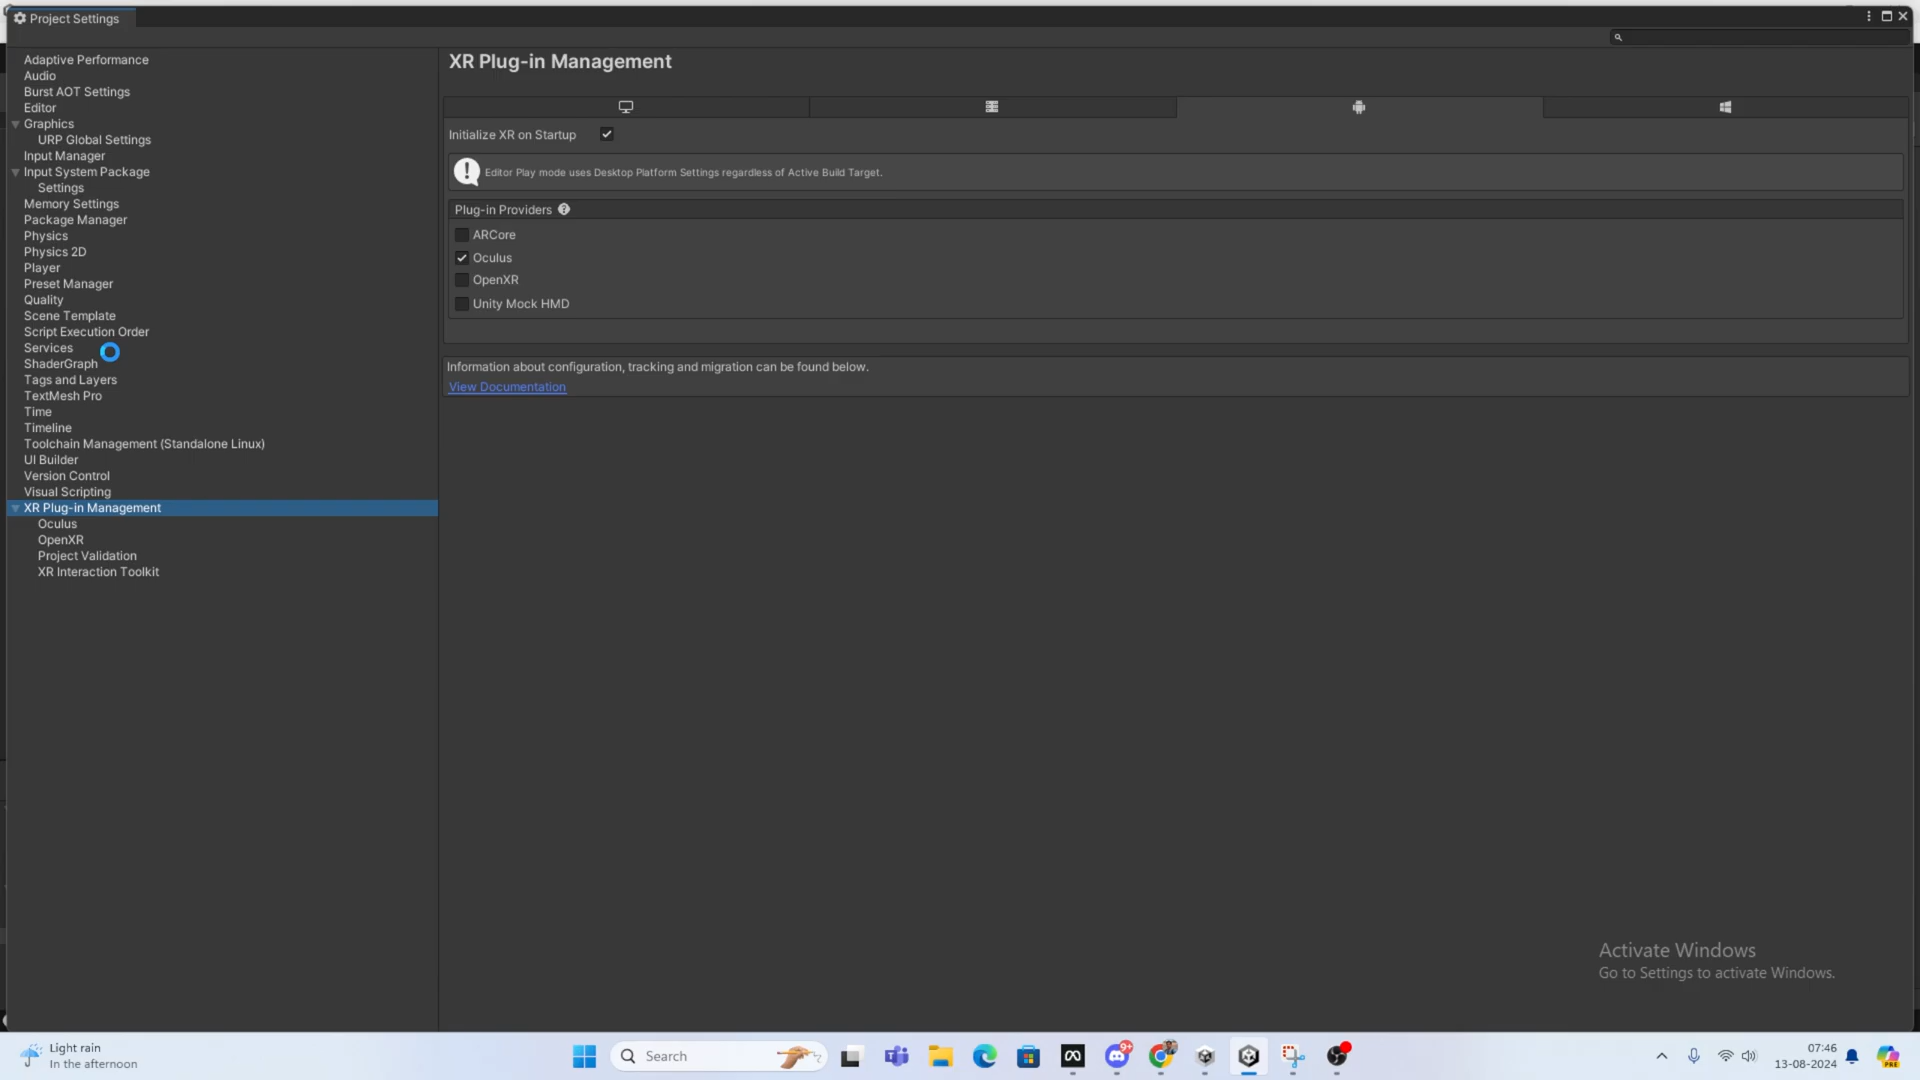 Project Settings
XR Plug-in Management
Adaptive Performance
Audio
Burst AOT Settings
Editor
Graphics
URP Global Settings
Input Manager
Input System Package
Settings
Memory Settings
Package Manager
Physics
Physics 2D
Player
Preset Manager
Quality
Scene Template
Script Execution Order
Services
ShaderGraph
Tags and Layers
TextMesh Pro
Time
Timeline
Toolchain Management (Standalone Linux)
UI Builder
Version Control
Visual Scripting
XR Plug-in Management
Oculus
OpenXR
Project Validation
XR Interaction Toolkit
Initialize XR on Startup
Editor Play mode uses Desktop Platform Settings regardless of Active Build Target.
Plug-in Providers
ARCore
Oculus
OpenXR
Unity Mock HMD
Information about configuration, tracking and migration can be found below.
View Documentation
Activate Windows
Go to Settings to activate Windows.
Light rain
In the afternoon
Search
9+
07:46
13-08-2024
PRE